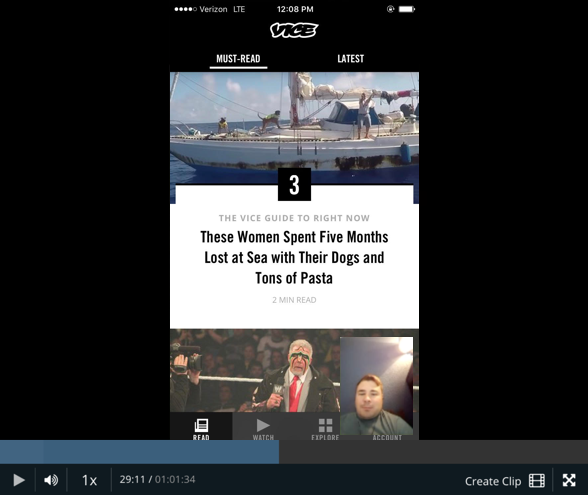 Verizon LTE 12:08 PM
VICE
MUST-READ LATEST
3
THE VICE GUIDE TO RIGHT NOW
These Women Spent Five Months
Lost at Sea with Their Dogs and
Tons of Pasta
2 MIN READ
READ WATCH EXPLORE ACCOUNT
1x 29:11 / 01:01:34 Create Clip